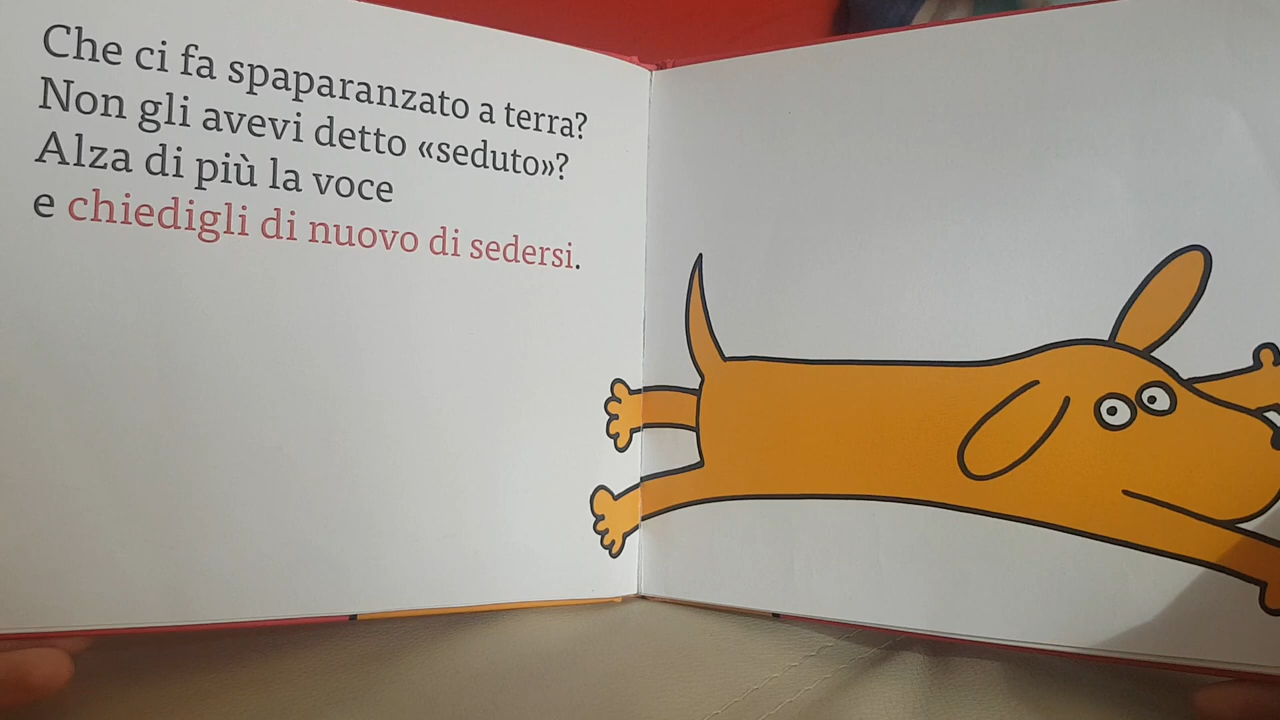 Che ci fa spaparanzato a terra?
Non gli avevi detto «seduto»?
Alza di più la voce
e chiedigli di nuovo di sedersi.